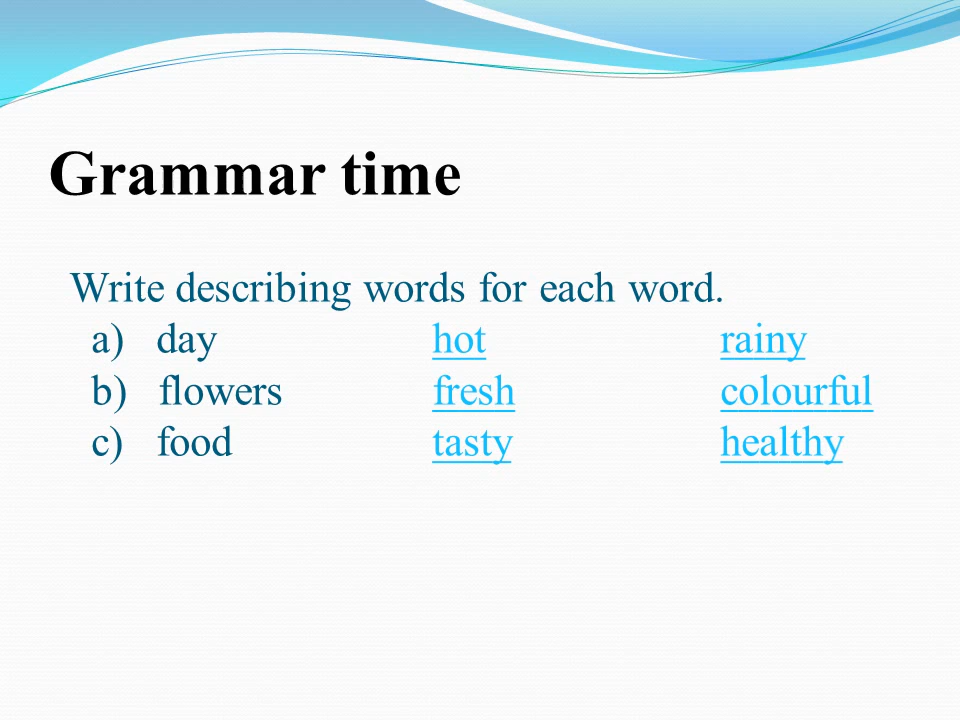 Grammar time
Write describing words for each word.
a) day hot rainy
b) flowers fresh colourful
c) food tasty healthy